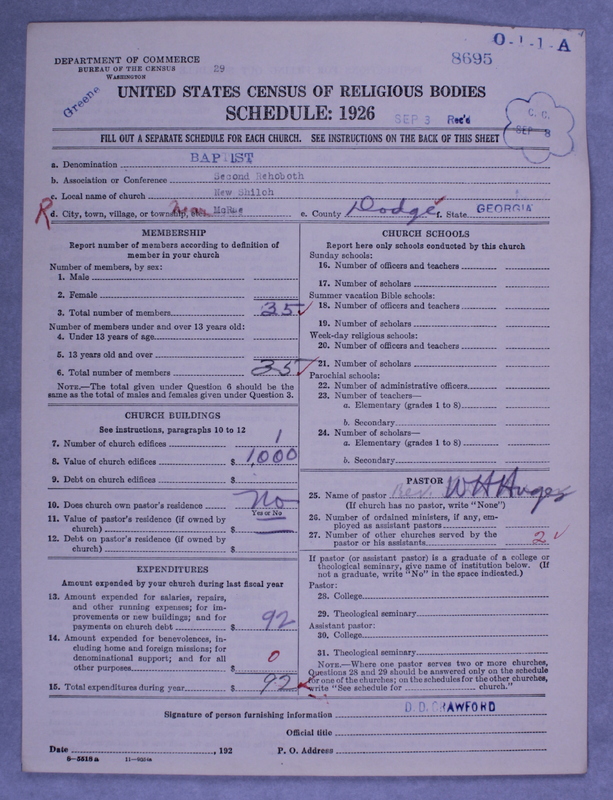 O-1-1-A
8695
DEPARTMENT OF COMMERCE
BUREAU OF THE CENSUS
WASHINGTON
29
Greene
UNITED STATES CENSUS OF RELIGIOUS BODIES
SCHEDULE: 1926
SEP 3 Rec'd
C. C.
SEP 8
FILL OUT A SEPARATE SCHEDULE FOR EACH CHURCH. SEE INSTRUCTIONS ON THE BACK OF THIS SHEET
a. Denomination BAPTIST
b. Association or Conference Second Rehoboth
c. Local name of church New Shiloh
R d. City, town, village, or township, etc. near McRae e. County Dodge f. State GEORGIA
MEMBERSHIP
Report number of members according to definition of
member in your church
Number of members, by sex:
1. Male
2. Female
3. Total number of members 35
Number of members under and over 13 years old:
4. Under 13 years of age
5. 13 years old and over
6. Total number of members 35
NOTE.—The total given under Question 6 should be the
same as the total of males and females given under Question 3.
CHURCH BUILDINGS
See instructions, paragraphs 10 to 12
7. Number of church edifices 1
8. Value of church edifices $ 1,000
9. Debt on church edifices $
10. Does church own pastor's residence No
Yes or No
11. Value of pastor's residence (if owned by
church) $
12. Debt on pastor's residence (if owned by
church) $
EXPENDITURES
Amount expended by your church during last fiscal year
13. Amount expended for salaries, repairs,
and other running expenses; for im-
provements or new buildings; and for
payments on church debt $ 92
14. Amount expended for benevolences, in-
cluding home and foreign missions; for
denominational support; and for all
other purposes $ 0
15. Total expenditures during year $ 92
CHURCH SCHOOLS
Report here only schools conducted by this church
Sunday schools:
16. Number of officers and teachers
17. Number of scholars
Summer vacation Bible schools:
18. Number of officers and teachers
19. Number of scholars
Week-day religious schools:
20. Number of officers and teachers
21. Number of scholars
Parochial schools:
22. Number of administrative officers
23. Number of teachers—
a. Elementary (grades 1 to 8)
b. Secondary
24. Number of scholars—
a. Elementary (grades 1 to 8)
b. Secondary
PASTOR
25. Name of pastor Rev. W H
(If church has no pastor, write "None")
26. Number of ordained ministers, if any, em-
ployed as assistant pastors
27. Number of other churches served by the
pastor or his assistants 2
If pastor (or assistant pastor) is a graduate of a college or
theological seminary, give name of institution below. (If
not a graduate, write "No" in the space indicated.)
Pastor:
28. College
29. Theological seminary
Assistant pastor:
30. College
31. Theological seminary
NOTE.—Where one pastor serves two or more churches,
Questions 28 and 29 should be answered only on the schedule
for one of the churches; on the schedules for the other churches,
write "See schedule for church."
Signature of person furnishing information D. D. CRAWFORD
Official title
Date , 192 P. O. Address
6—5518 a